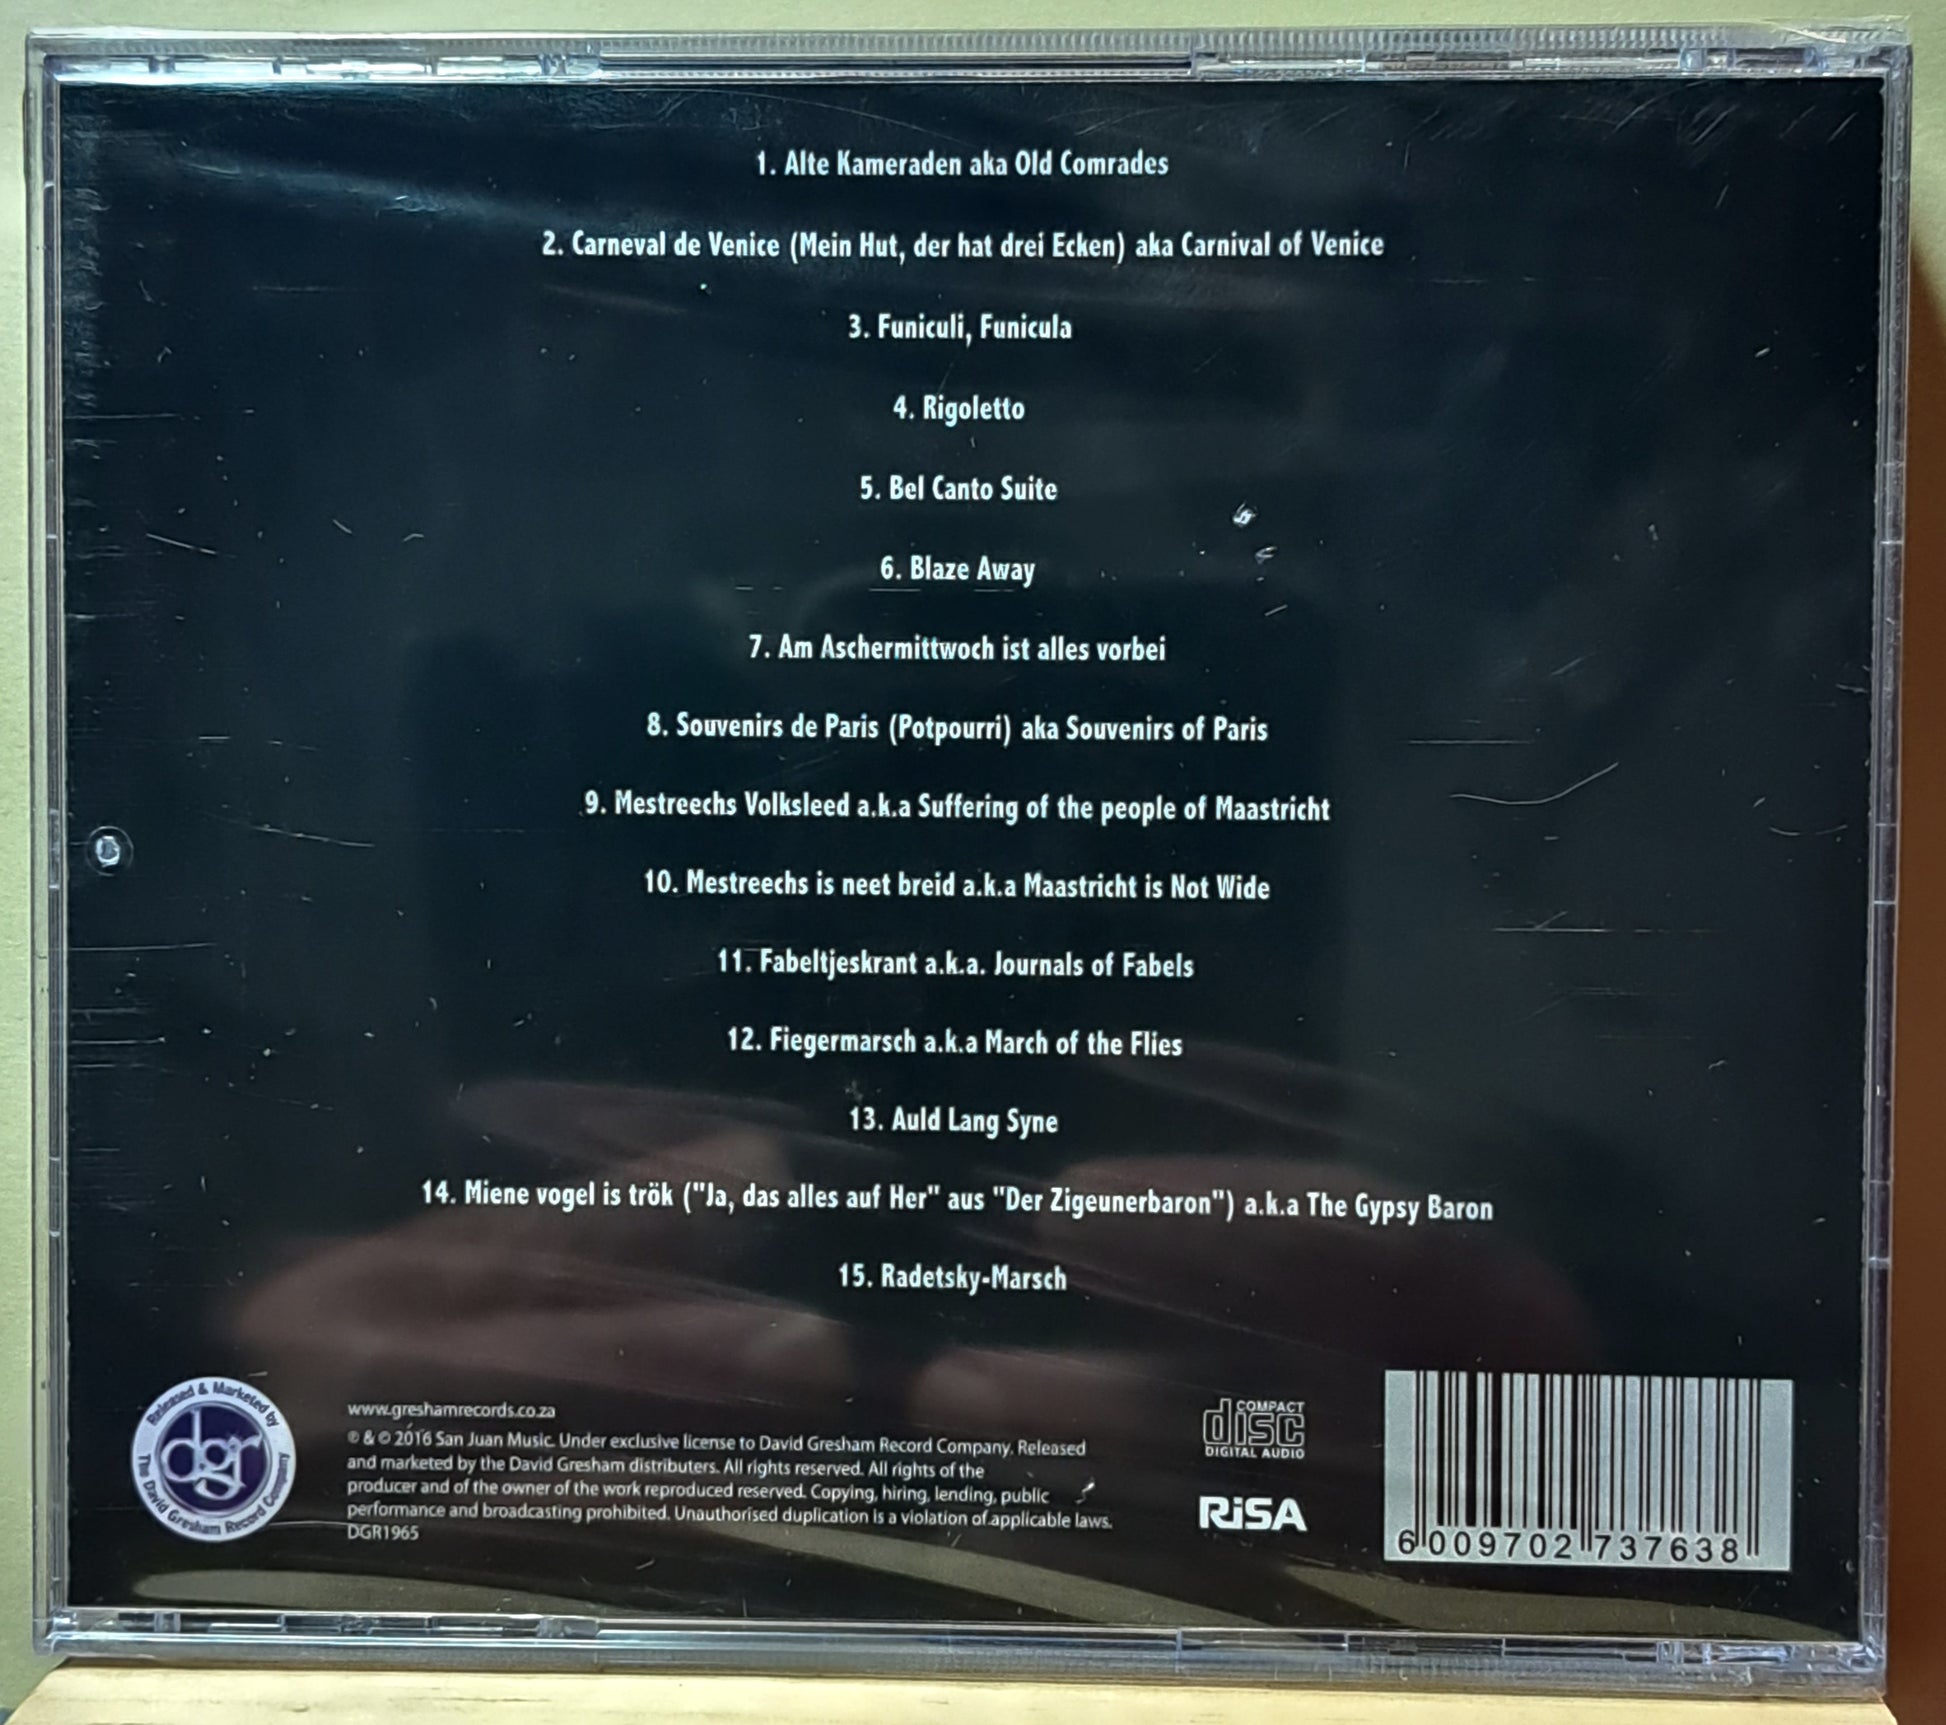 1. Alte Kameraden aka Old Comrades
2. Carneval de Venice (Mein Hut, der hat drei Ecken) aka Carnival of Venice
3. Funiculi, Funicula
4. Rigoletto
5. Bel Canto Suite
6. Blaze Away
7. Am Aschermittwoch ist alles vorbei
8. Souvenirs de Paris (Potpourri) aka Souvenirs of Paris
9. Mestreechs Volksleed a.k.a Suffering of the people of Maastricht
10. Mestreechs is neet breid a.k.a Maastricht is Not Wide
11. Fabeltjeskrant a.k.a. Journals of Fabels
12. Fiegermarsch a.k.a March of the Flies
13. Auld Lang Syne
14. Miene vogel is trök ("Ja, das alles auf Her" aus "Der Zigeunerbaron") a.k.a The Gypsy Baron
15. Radetsky-Marsch
Released & Marketed by
dgr
The David Gresham Record Company
www.greshamrecords.co.za
℗ & © 2016 San Juan Music. Under exclusive license to David Gresham Record Company. Released
and marketed by the David Gresham distributers. All rights reserved. All rights of the
producer and of the owner of the work reproduced reserved. Copying, hiring, lending, public
performance and broadcasting prohibited. Unauthorised duplication is a violation of applicable laws.
DGR1965
COMPACT
disc
DIGITAL AUDIO
RiSA
6 009702 737638